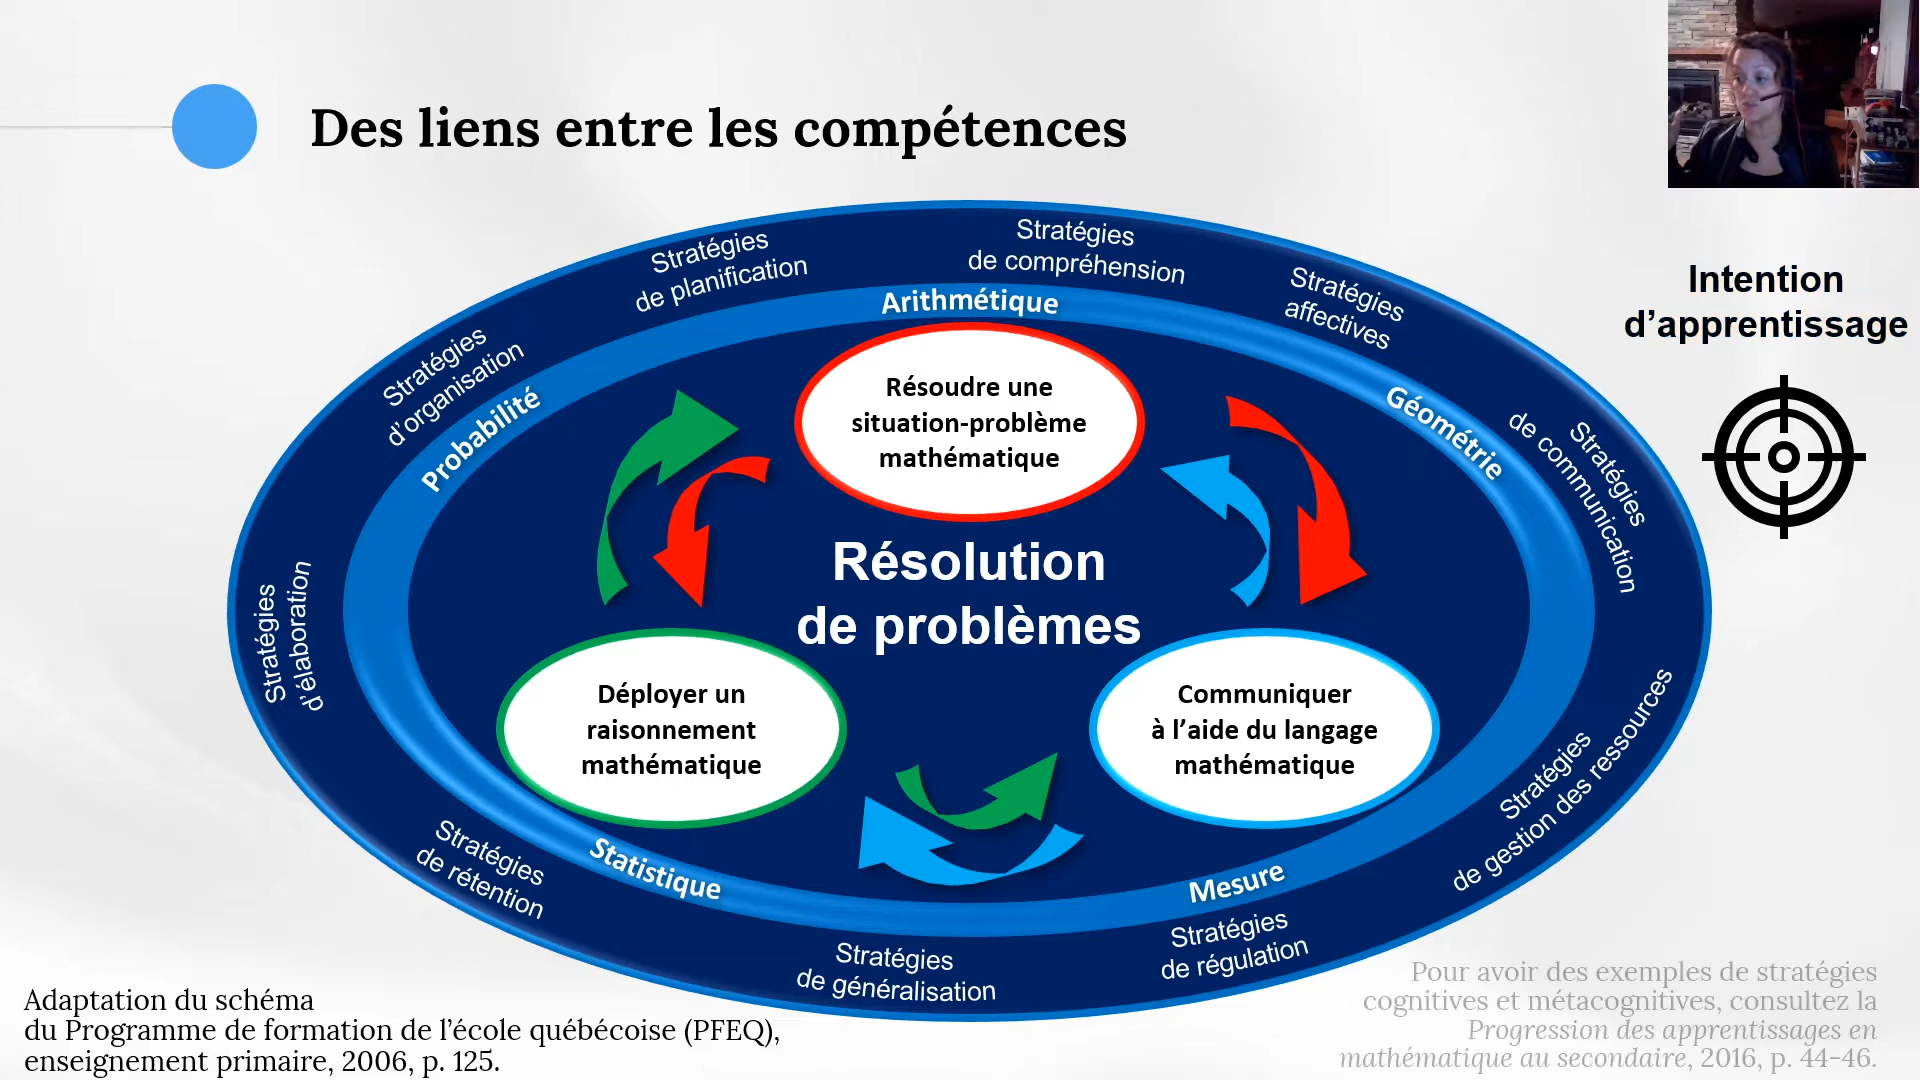 Des liens entre les compétences
Intention
d’apprentissage
Stratégies
de planification
Stratégies
de compréhension
Stratégies
affectives
Stratégies
d’organisation
Stratégies
de communication
Stratégies
d’élaboration
Stratégies
de gestion des ressources
Stratégies
de rétention
Stratégies
de généralisation
Stratégies
de régulation
Arithmétique
Probabilité
Géométrie
Statistique
Mesure
Résoudre une
situation-problème
mathématique
Résolution
de problèmes
Déployer un
raisonnement
mathématique
Communiquer
à l’aide du langage
mathématique
Adaptation du schéma
du Programme de formation de l’école québécoise (PFEQ),
enseignement primaire, 2006, p. 125.
Pour avoir des exemples de stratégies
cognitives et métacognitives, consultez la
Progression des apprentissages en
mathématique au secondaire, 2016, p. 44-46.